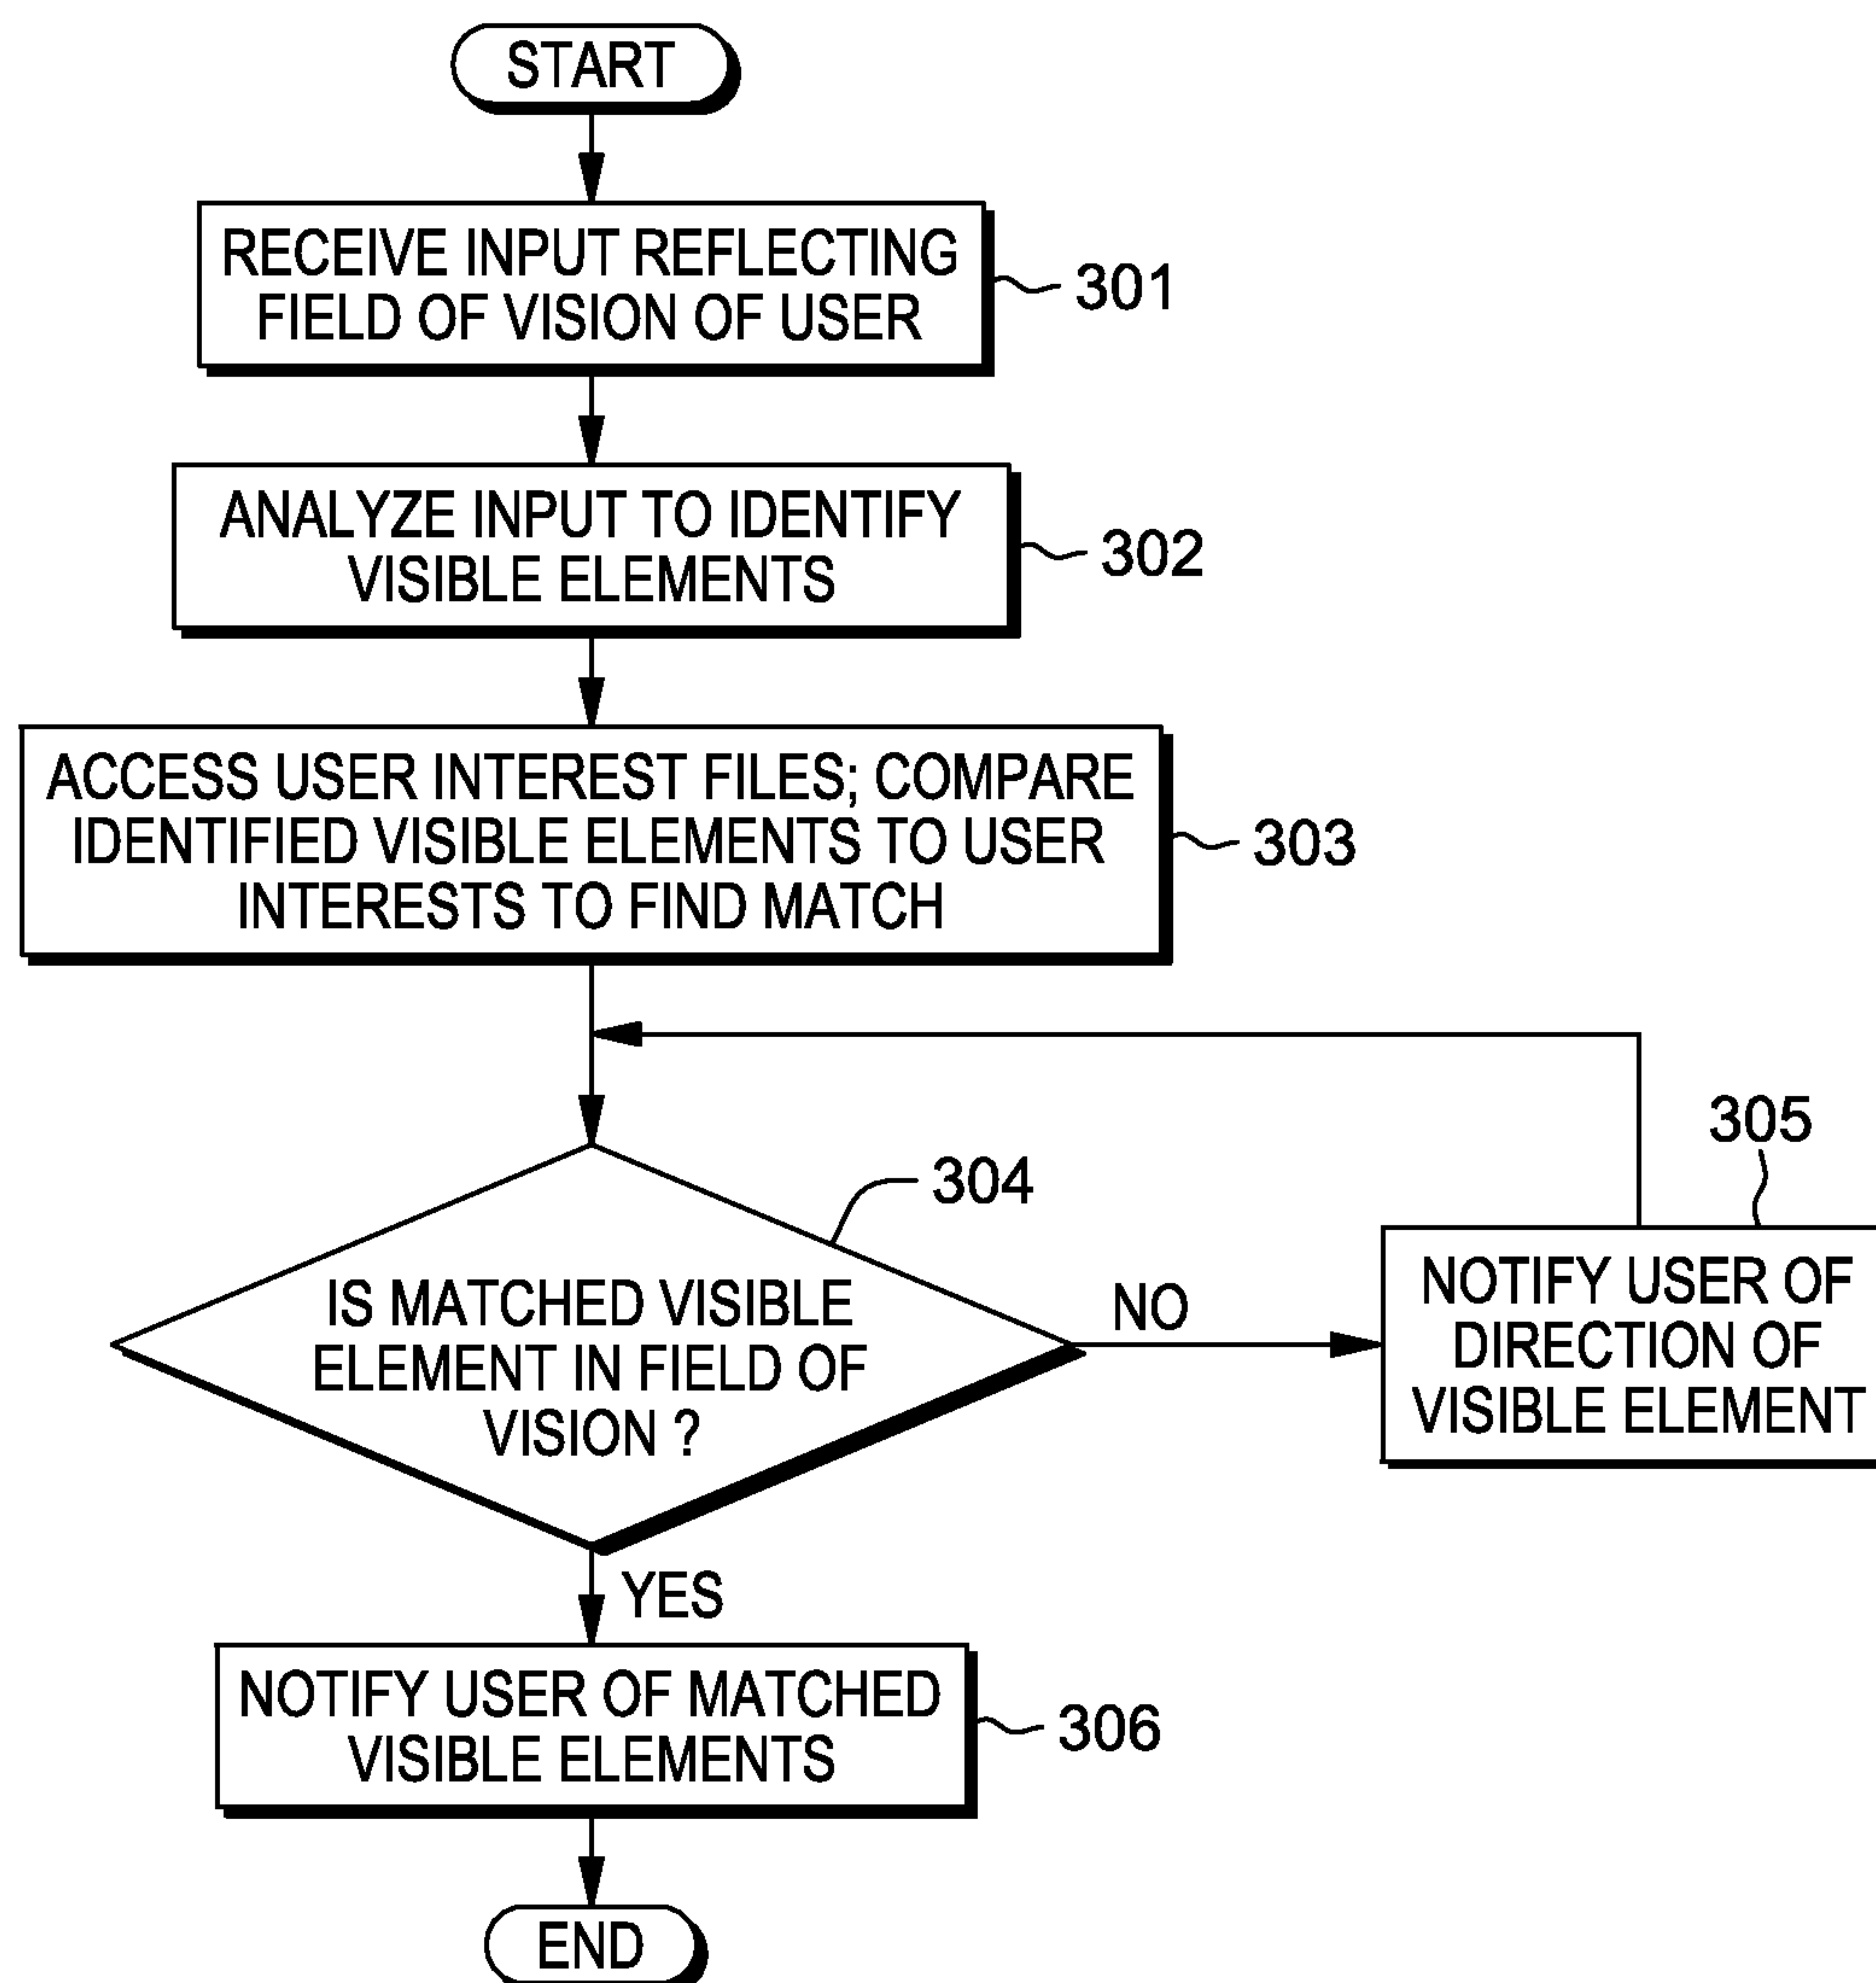 START
RECEIVE INPUT REFLECTING
FIELD OF VISION OF USER
301
ANALYZE INPUT TO IDENTIFY
VISIBLE ELEMENTS
302
ACCESS USER INTEREST FILES; COMPARE
IDENTIFIED VISIBLE ELEMENTS TO USER
INTERESTS TO FIND MATCH
303
304
IS MATCHED VISIBLE
ELEMENT IN FIELD OF
VISION ?
NO
305
NOTIFY USER OF
DIRECTION OF
VISIBLE ELEMENT
YES
NOTIFY USER OF MATCHED
VISIBLE ELEMENTS
306
END